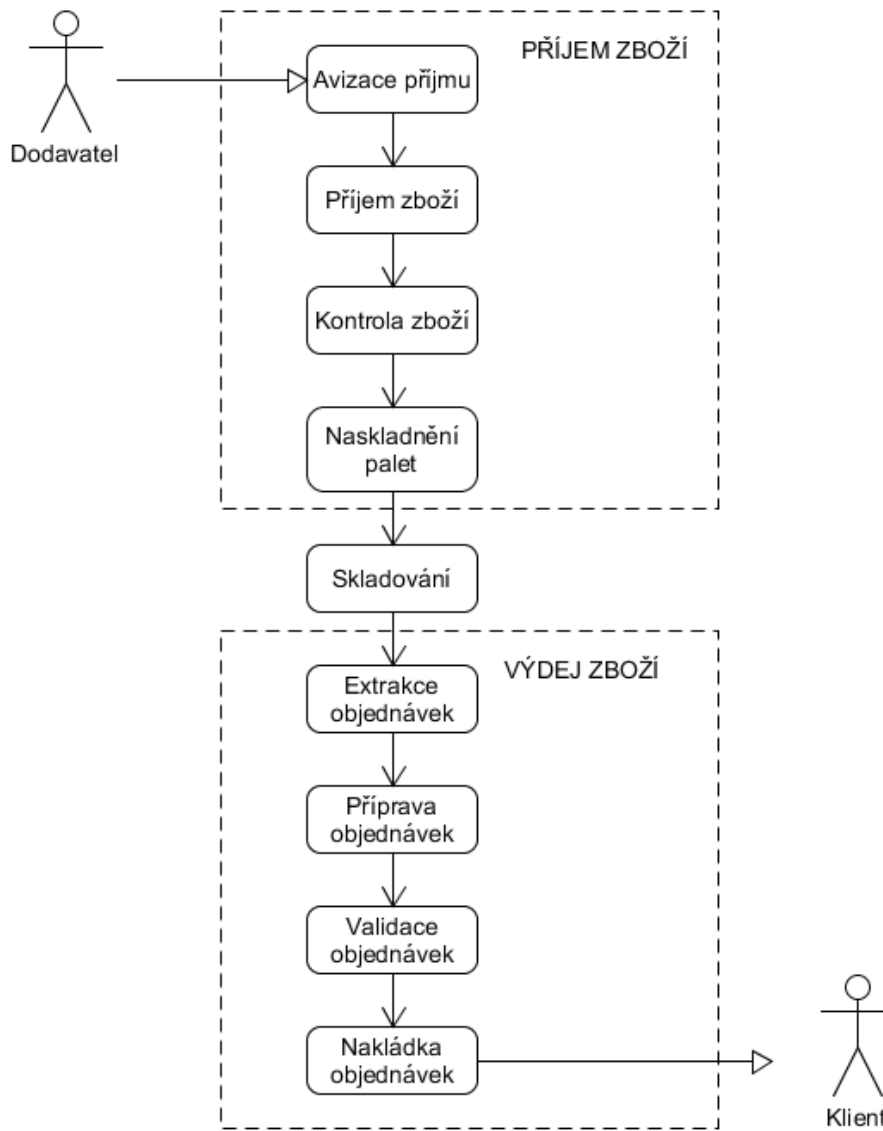 PŘÍJEM ZBOŽÍ
Avizace příjmu
Dodavatel
Příjem zboží
Kontrola zboží
Naskladnění
palet
Skladování
VÝDEJ ZBOŽÍ
Extrakce
objednávek
Příprava
objednávek
Validace
objednávek
Nakládka
objednávek
Klient